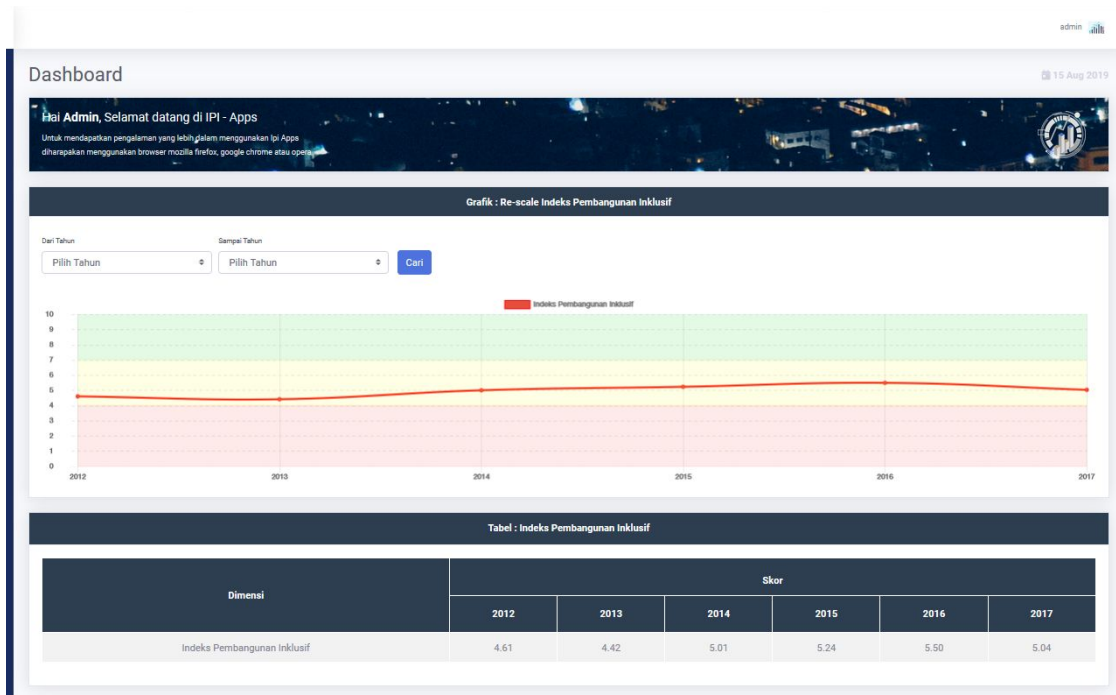 admin
Dashboard
15 Aug 2019
Hai Admin, Selamat datang di IPI - Apps
Untuk mendapatkan pengalaman yang lebih dalam menggunakan Ipi Apps
diharapakan menggunakan browser mozilla firefox, google chrome atau opera
Grafik : Re-scale Indeks Pembangunan Inklusif
Dari Tahun Sampai Tahun
Pilih Tahun Pilih Tahun Cari
Indeks Pembangunan Inklusif
10
9
8
7
6
5
4
3
2
1
0
2012 2013 2014 2015 2016 2017
Tabel : Indeks Pembangunan Inklusif
Dimensi Skor
2012 2013 2014 2015 2016 2017
Indeks Pembangunan Inklusif 4.61 4.42 5.01 5.24 5.50 5.04